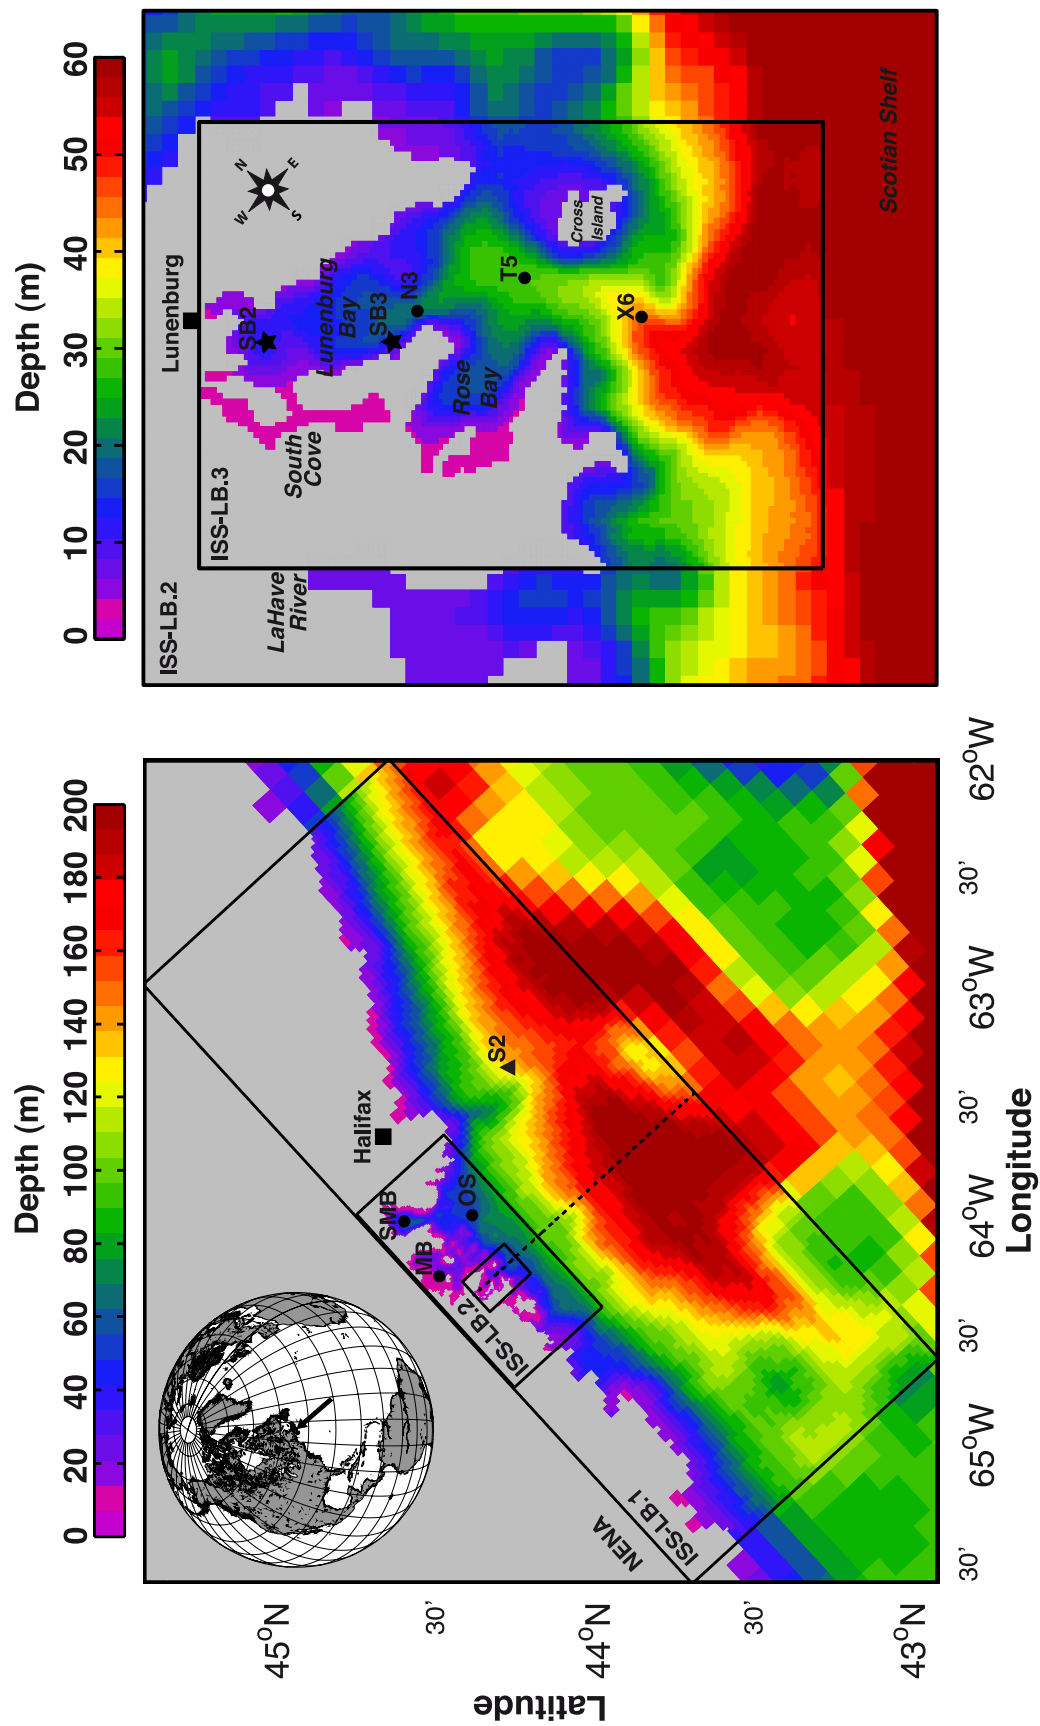 Depth (m)
0 20 40 60 80 100 120 140 160 180 200
Latitude
45°N
30'
44°N
30'
43°N
NENA
ISS-LB.1
ISS-LB.2
Halifax
SMB
MB
OS
S2
30'
65°W
30'
64°W
30'
63°W
30'
62°W
Longitude
Depth (m)
0 10 20 30 40 50 60
ISS-LB.2
ISS-LB.3
Lunenburg
N
E
S
W
LaHave
River
South
Cove
SB2
Lunenburg
Bay
SB3
N3
Rose
Bay
T5
X6
Cross
Island
Scotian Shelf